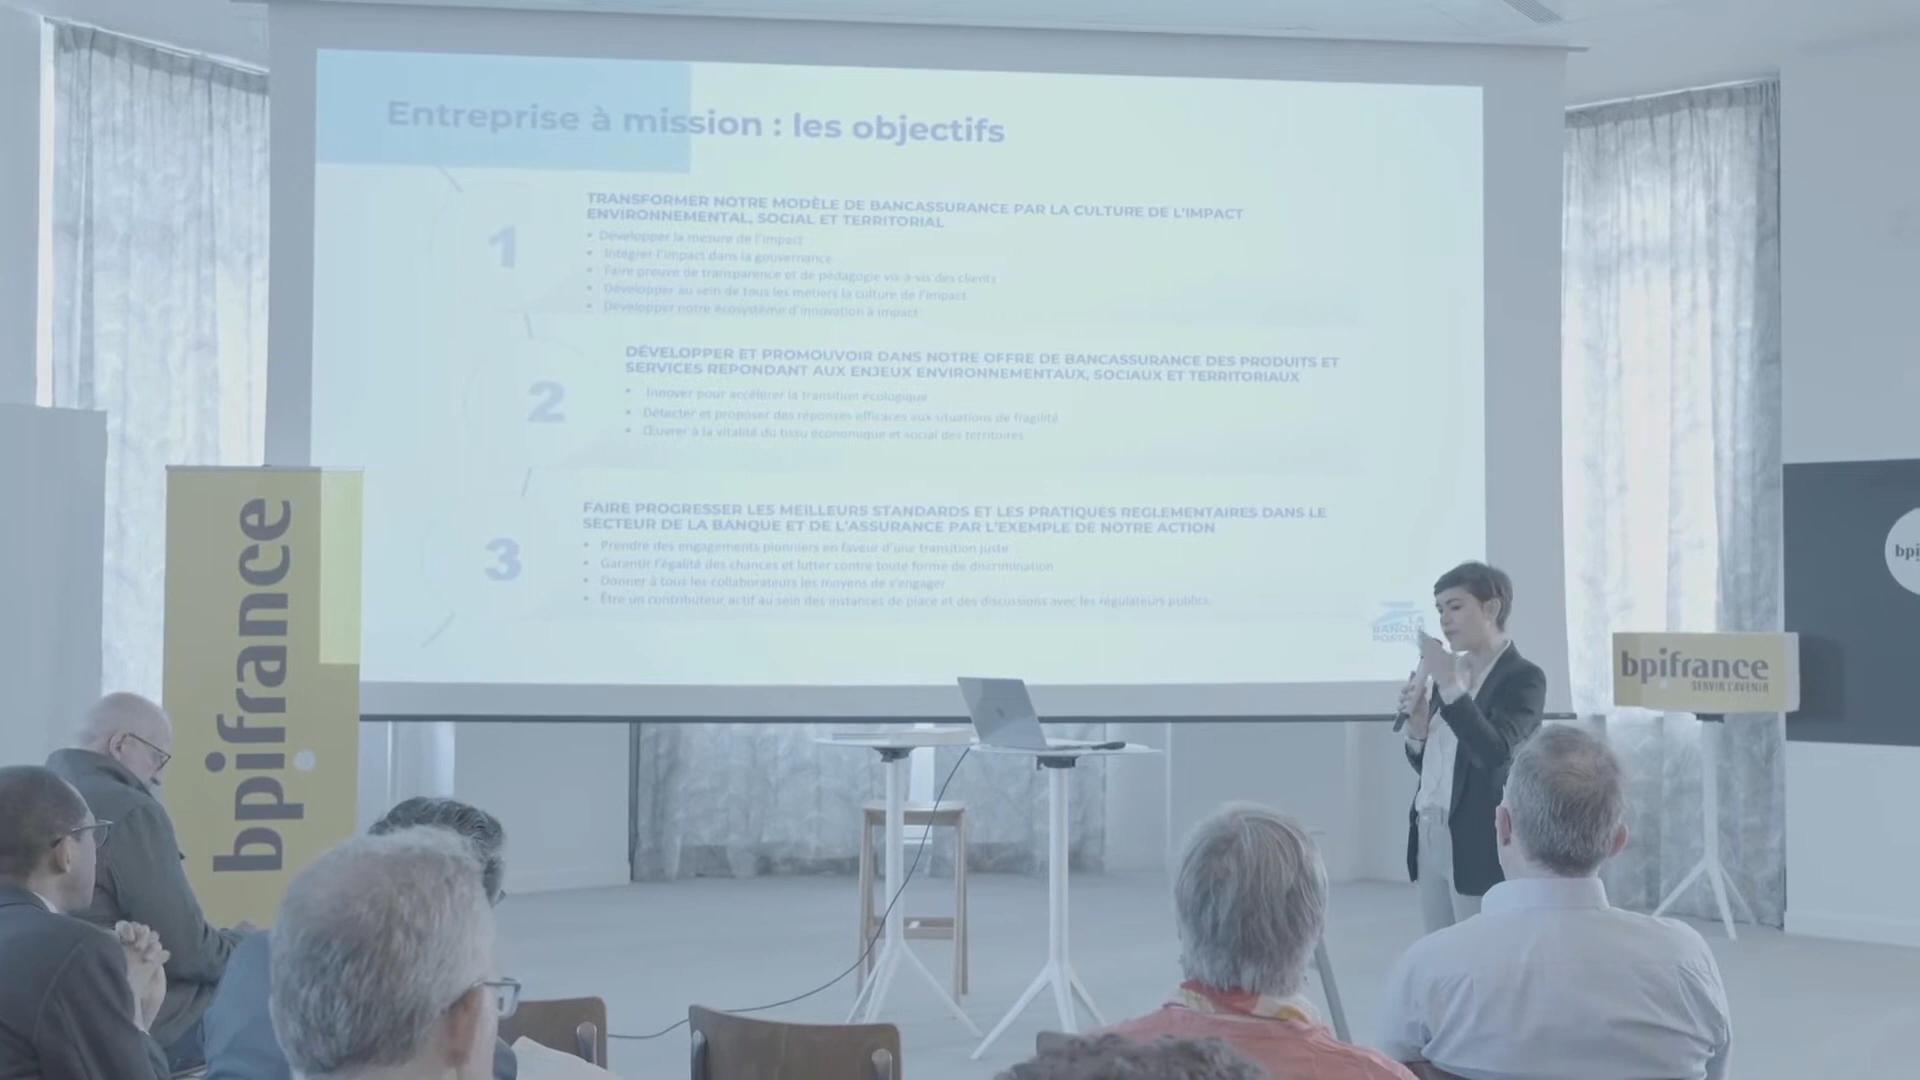 Entreprise à mission : les objectifs
1
TRANSFORMER NOTRE MODÈLE DE BANCASSURANCE PAR LA CULTURE DE L'IMPACT
ENVIRONNEMENTAL, SOCIAL ET TERRITORIAL
• Développer la mesure de l'impact
• Intégrer l'impact dans la gouvernance
• Faire preuve de transparence et de pédagogie vis-à-vis des clients
• Développer au sein de tous les métiers la culture de l'impact
• Développer notre écosystème d'innovation à impact
2
DÉVELOPPER ET PROMOUVOIR DANS NOTRE OFFRE DE BANCASSURANCE DES PRODUITS ET
SERVICES REPONDANT AUX ENJEUX ENVIRONNEMENTAUX, SOCIAUX ET TERRITORIAUX
• Innover pour accélérer la transition écologique
• Détecter et proposer des réponses efficaces aux situations de fragilité
• Œuvrer à la vitalité du tissu économique et social des territoires
3
FAIRE PROGRESSER LES MEILLEURS STANDARDS ET LES PRATIQUES REGLEMENTAIRES DANS LE
SECTEUR DE LA BANQUE ET DE L'ASSURANCE PAR L'EXEMPLE DE NOTRE ACTION
• Prendre des engagements pionniers en faveur d'une transition juste
• Garantir l'égalité des chances et lutter contre toute forme de discrimination
• Donner à tous les collaborateurs les moyens de s'engager
• Être un contributeur actif au sein des instances de place et des discussions avec les régulateurs publics.
LA
BANQUE
POSTALE
bpifrance
bpifrance
SERVIR L'AVENIR
bpi